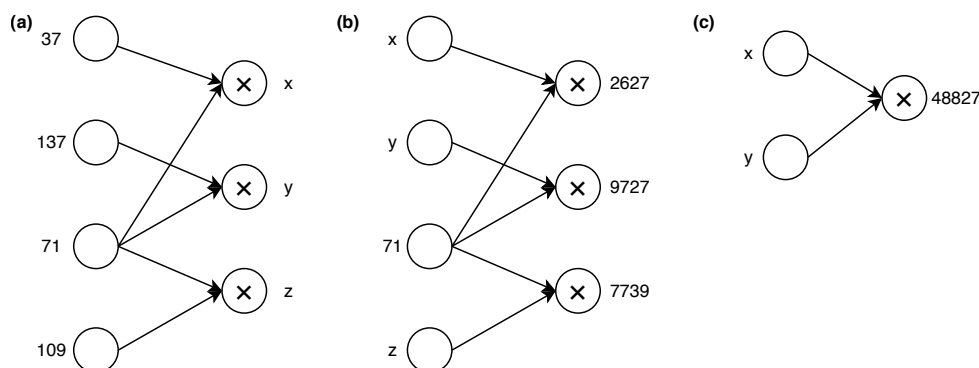 (a)
37
×
x
137
×
y
71
×
z
109
(b)
x
×
2627
y
×
9727
71
×
7739
z
(c)
x
×
48827
y